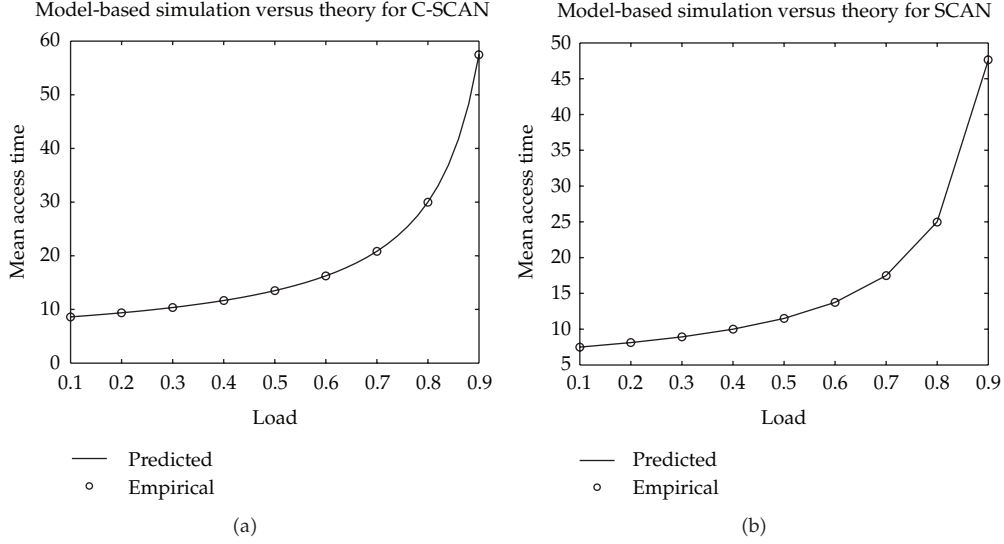 Model-based simulation versus theory for C-SCAN
60
50
40
30
20
10
0
Mean access time
0.1 0.2 0.3 0.4 0.5 0.6 0.7 0.8 0.9
Load
Predicted
Empirical
(a)
Model-based simulation versus theory for SCAN
50
45
40
35
30
25
20
15
10
5
Mean access time
0.1 0.2 0.3 0.4 0.5 0.6 0.7 0.8 0.9
Load
Predicted
Empirical
(b)